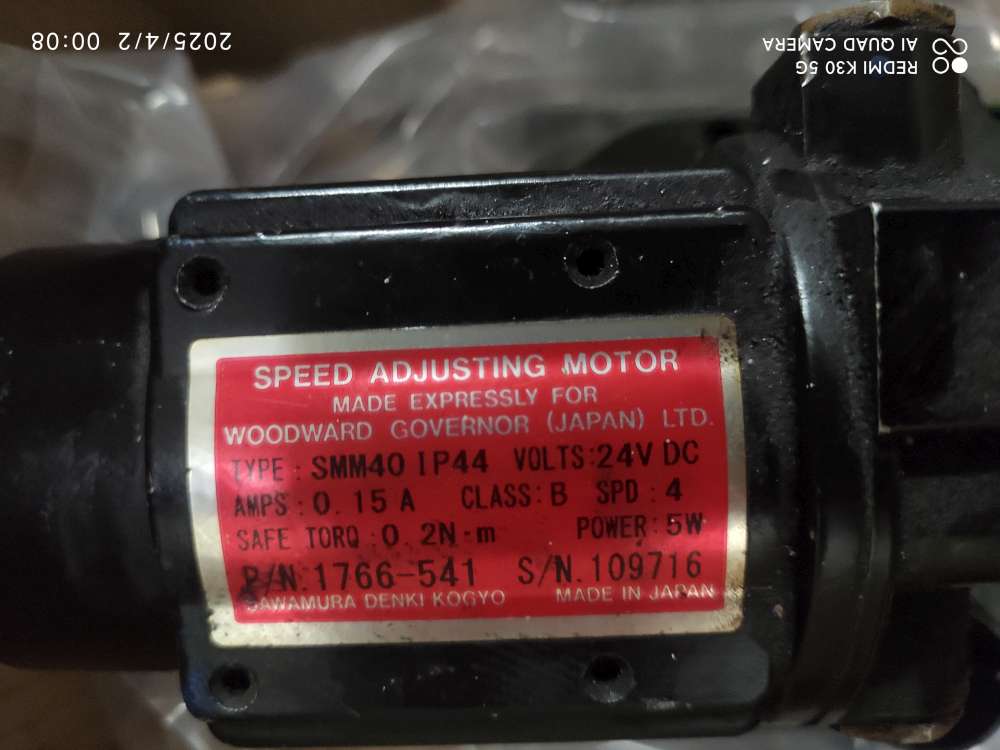 SPEED ADJUSTING MOTOR
MADE EXPRESSLY FOR
WOODWARD GOVERNOR (JAPAN) LTD.
TYPE : SMM40 IP44 VOLTS : 24V DC
AMPS : 0.15 A CLASS : B SPD : 4
SAFE TORQ : 0.2N·m POWER : 5W
P/N. 1766-541 S/N. 109716
SAWAMURA DENKI KOGYO MADE IN JAPAN
REDMI K30 5G
AI QUAD CAMERA
2025/4/2 00:08